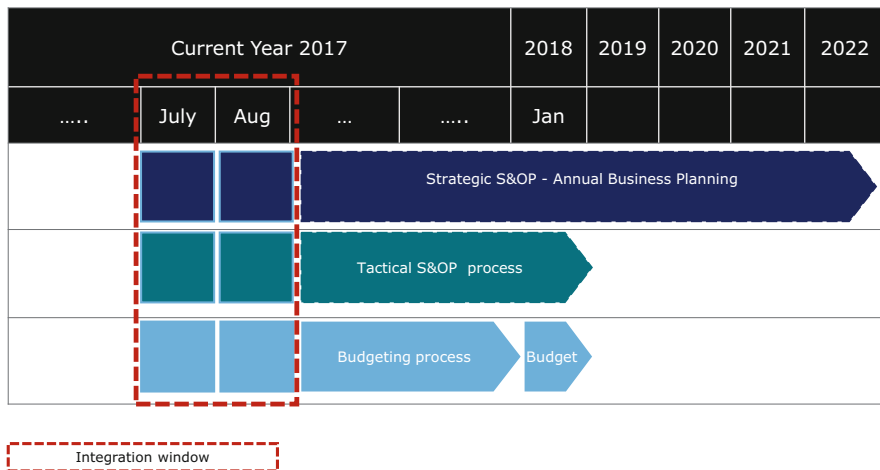 Current Year 2017 2018 2019 2020 2021 2022
….. July Aug … ….. Jan
Strategic S&OP - Annual Business Planning
Tactical S&OP process
Budgeting process Budget
Integration window